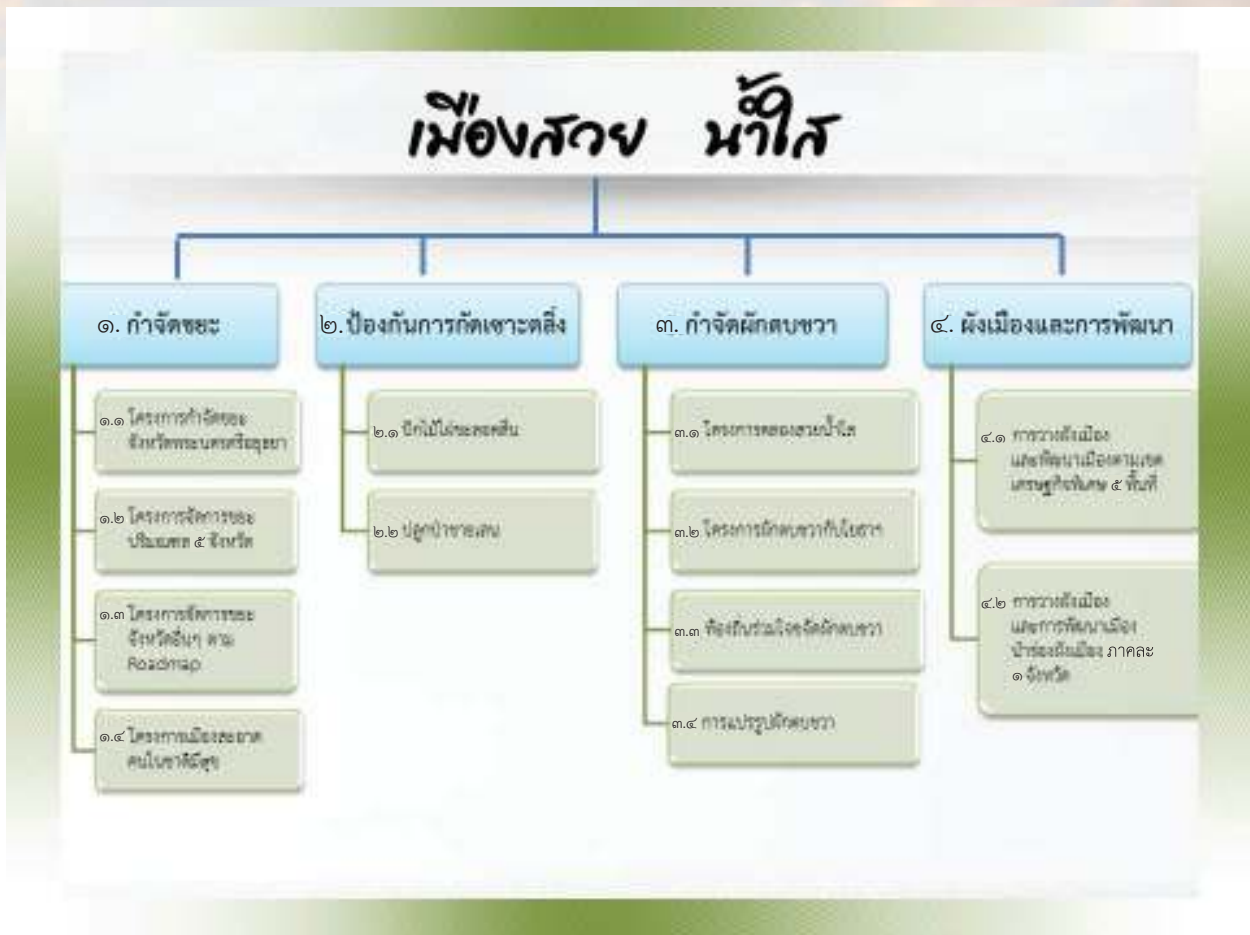 เมืองสวย น้ำใส
๑. กำจัดขยะ
๑.๑ โครงการกำจัดขยะ
จังหวัดพระนครศรีอยุธยา
๑.๒ โครงการจัดการขยะ
ปริมณฑล ๕ จังหวัด
๑.๓ โครงการจัดการขยะ
จังหวัดอื่นๆ ตาม
Roadmap
๑.๔ โครงการเมืองสะอาด
คนในชาติมีสุข
๒. ป้องกันการกัดเซาะตลิ่ง
๒.๑ ปักไม้ไผ่ชะลอคลื่น
๒.๒ ปลูกป่าชายเลน
๓. กำจัดผักตบชวา
๓.๑ โครงการคลองสวยน้ำใส
๓.๒ โครงการผักตบชวากับโยธาฯ
๓.๓ ท้องถิ่นร่วมใจขจัดผักตบชวา
๓.๔ การแปรรูปผักตบชวา
๔. ผังเมืองและการพัฒนา
๔.๑ การวางผังเมือง
และพัฒนาเมืองตามเขต
เศรษฐกิจพิเศษ ๕ พื้นที่
๔.๒ การวางผังเมือง
และการพัฒนาเมือง
นำร่องผังเมือง ภาคละ
๑ จังหวัด